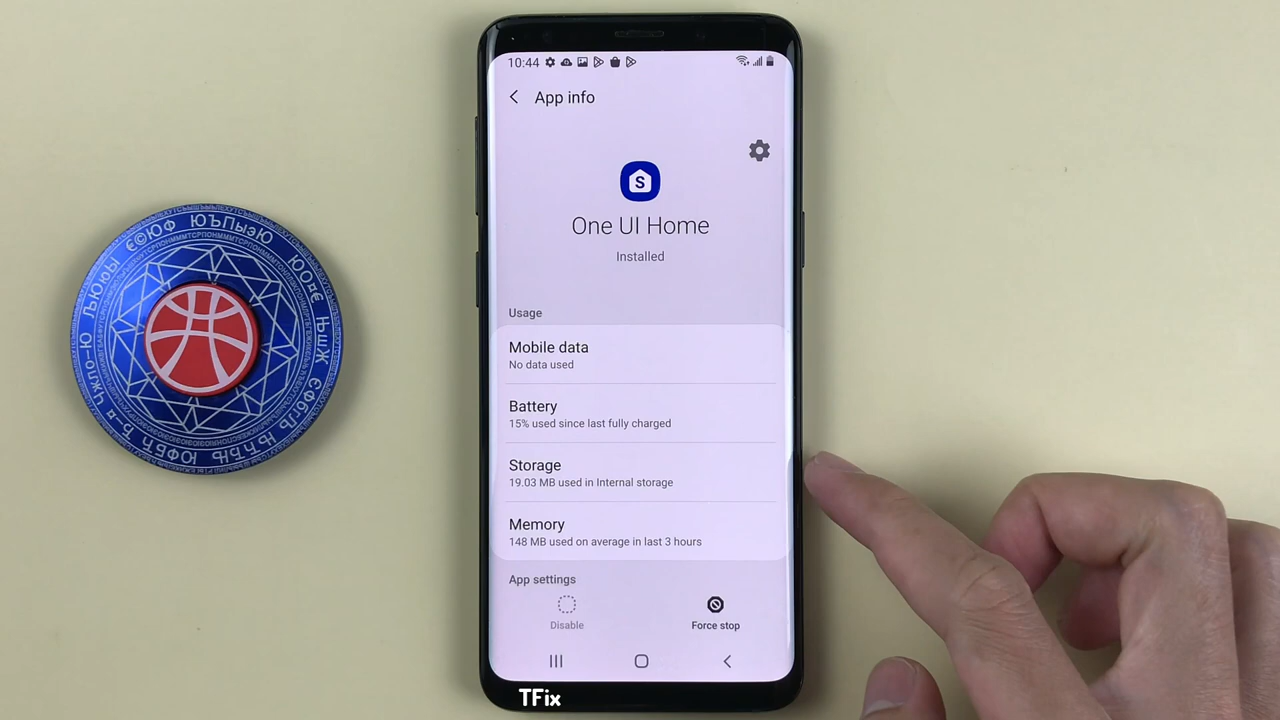 10:44
App info
S
One UI Home
Installed
Usage
Mobile data
No data used
Battery
15% used since last fully charged
Storage
19.03 MB used in Internal storage
Memory
148 MB used on average in last 3 hours
App settings
Disable
Force stop
TFix